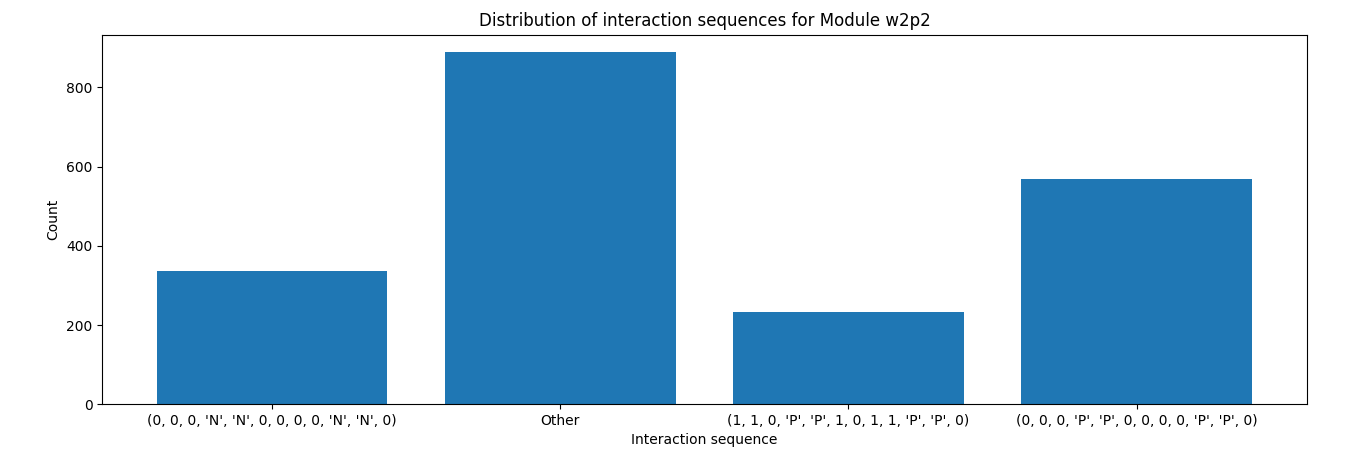 Distribution of interaction sequences for Module w2p2
800
600
400
200
0
Count
(0, 0, 0, 'N', 'N', 0, 0, 0, 0, 'N', 'N', 0)
Other
(1, 1, 0, 'P', 'P', 1, 0, 1, 1, 'P', 'P', 0)
(0, 0, 0, 'P', 'P', 0, 0, 0, 0, 'P', 'P', 0)
Interaction sequence